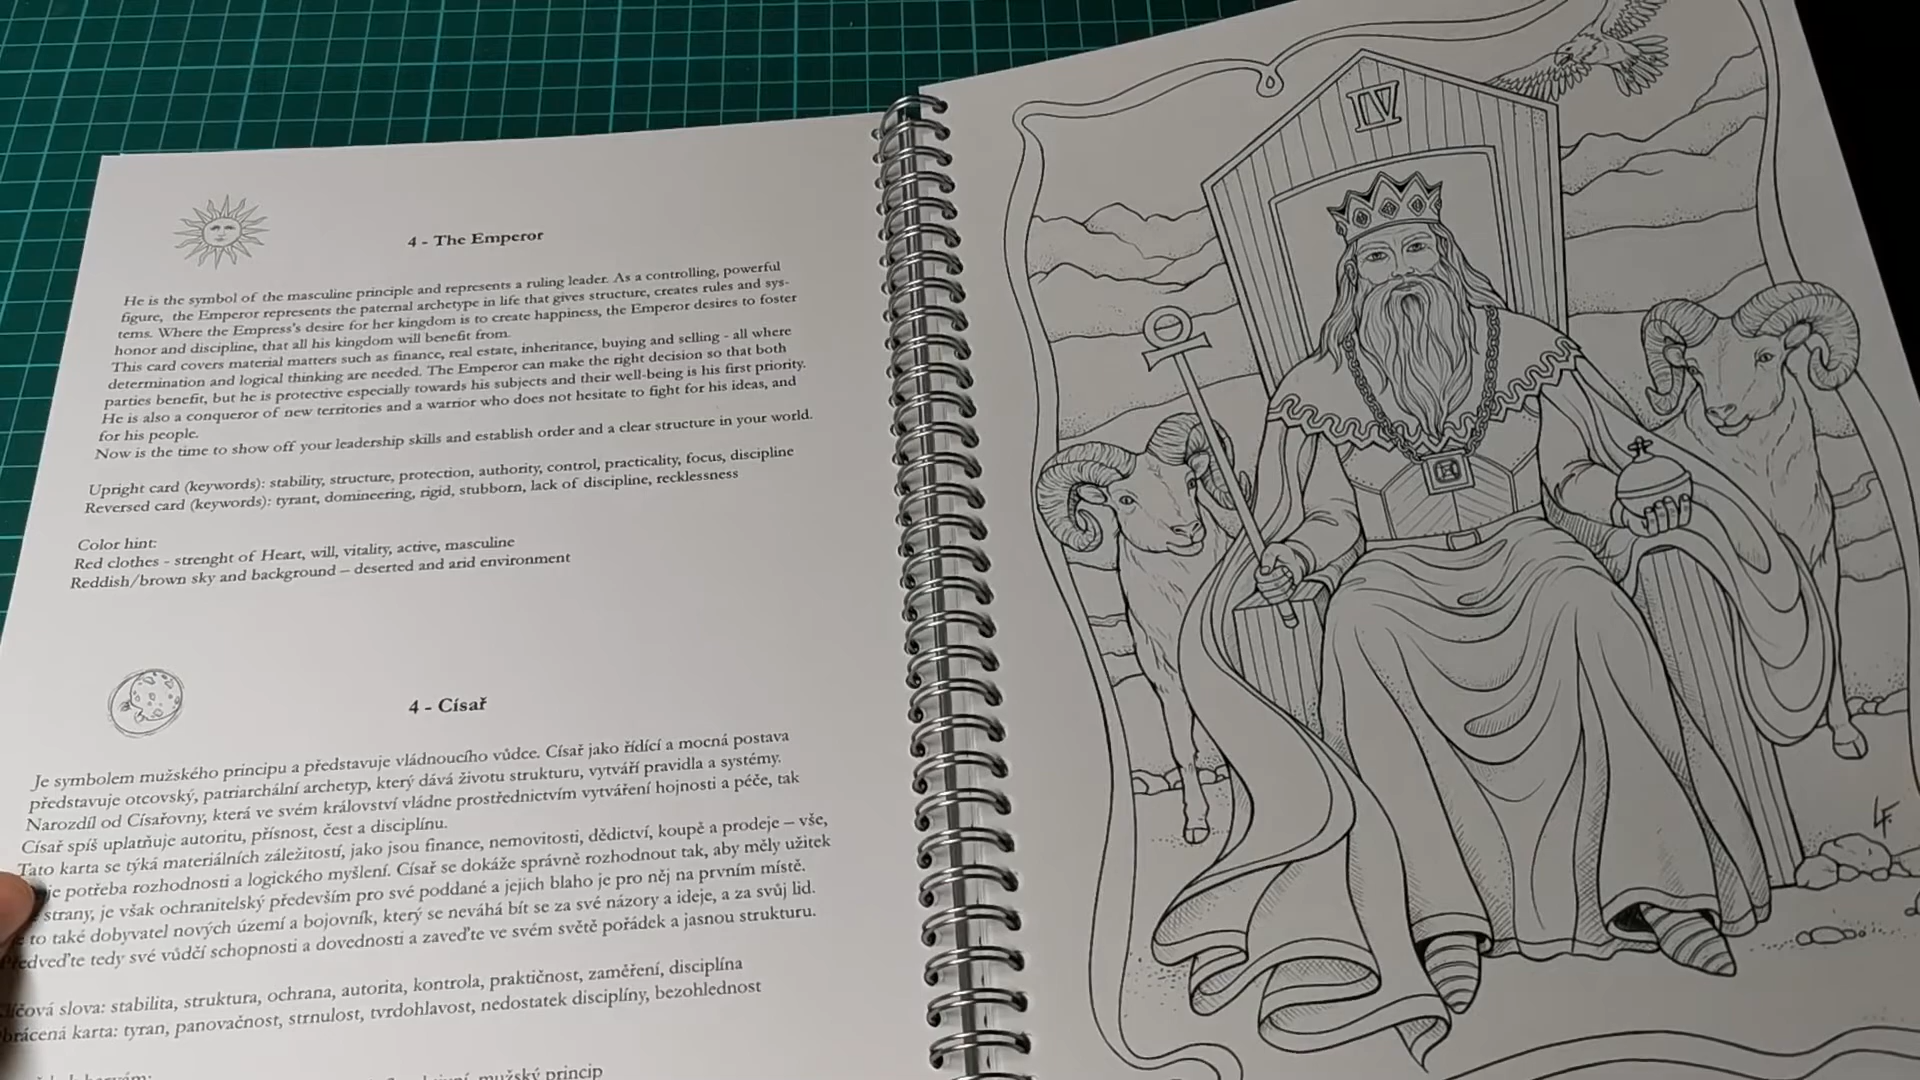 4 - The Emperor
He is the symbol of the masculine principle and represents a ruling leader. As a controlling, powerful
figure, the Emperor represents the paternal archetype in life that gives structure, creates rules and sys-
tems. Where the Empress's desire for her kingdom is to create happiness, the Emperor desires to foster
honor and discipline, that all his kingdom will benefit from.
This card covers material matters such as finance, real estate, inheritance, buying and selling - all where
determination and logical thinking are needed. The Emperor can make the right decision so that both
parties benefit, but he is protective especially towards his subjects and their well-being is his first priority.
He is also a conqueror of new territories and a warrior who does not hesitate to fight for his ideas, and
for his people.
Now is the time to show off your leadership skills and establish order and a clear structure in your world.
Upright card (keywords): stability, structure, protection, authority, control, practicality, focus, discipline
Reversed card (keywords): tyrant, domineering, rigid, stubborn, lack of discipline, recklessness
Color hint:
Red clothes - strenght of Heart, will, vitality, active, masculine
Reddish/brown sky and background – deserted and arid environment
4 - Císař
Je symbolem mužského principu a představuje vládnoucího vůdce. Císař jako řídící a mocná postava
představuje otcovský, patriarchální archetyp, který dává životu strukturu, vytváří pravidla a systémy.
Narozdíl od Císařovny, která ve svém království vládne prostřednictvím vytváření hojnosti a péče, tak
Císař spíš uplatňuje autoritu, přísnost, čest a disciplínu.
Tato karta se týká materiálních záležitostí, jako jsou finance, nemovitosti, dědictví, koupě a prodeje – vše,
je potřeba rozhodnosti a logického myšlení. Císař se dokáže správně rozhodnout tak, aby měly užitek
strany, je však ochranitelský především pro své poddané a jejich blaho je pro něj na prvním místě.
to také dobyvatel nových území a bojovník, který se neváhá bít se za své názory a ideje, a za svůj lid.
Předveďte tedy své vůdčí schopnosti a dovednosti a zaveďte ve svém světě pořádek a jasnou strukturu.
slova: stabilita, struktura, ochrana, autorita, kontrola, praktičnost, zaměření, disciplína
karta: tyran, panovačnost, strnulost, tvrdohlavost, nedostatek disciplíny, bezohlednost
mužský princip
IV
LF